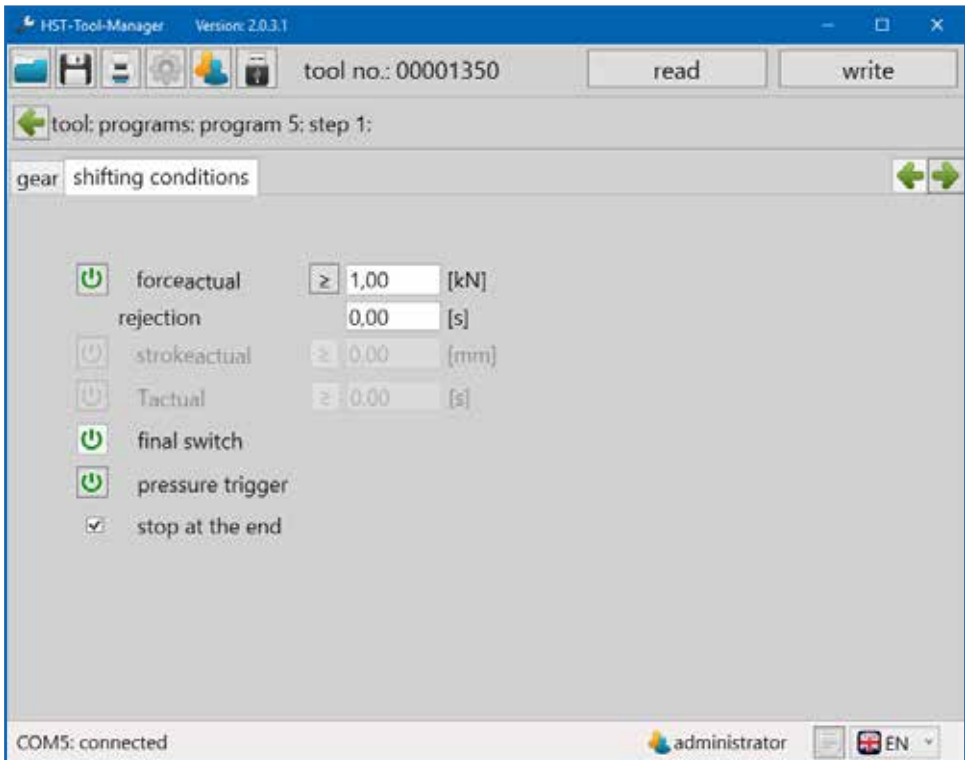 HST-Tool-Manager Version: 2.0.3.1
tool no.: 00001350 read write
tool: programs: program 5: step 1:
gear shifting conditions
forceactual ≥ 1,00 [kN]
rejection 0,00 [s]
strokeactual ≥ 0.00 [mm]
Tactual ≥ 0.00 [s]
final switch
pressure trigger
stop at the end
COM5: connected administrator EN